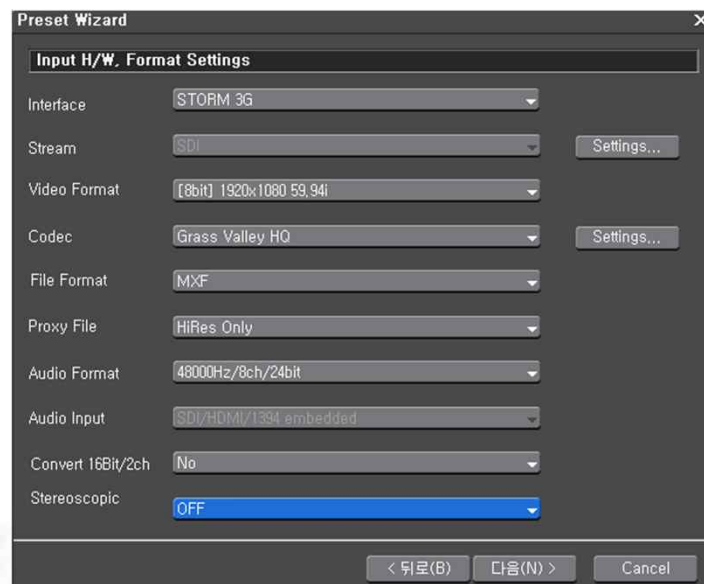 Preset Wizard
Input H/W, Format Settings
Interface STORM 3G
Stream SDI Settings...
Video Format [8bit] 1920x1080 59,94i
Codec Grass Valley HQ Settings...
File Format MXF
Proxy File HiRes Only
Audio Format 48000Hz/8ch/24bit
Audio Input SDI/HDMI/1394 embedded
Convert 16Bit/2ch No
Stereoscopic OFF
< 뒤로(B) 다음(N) > Cancel